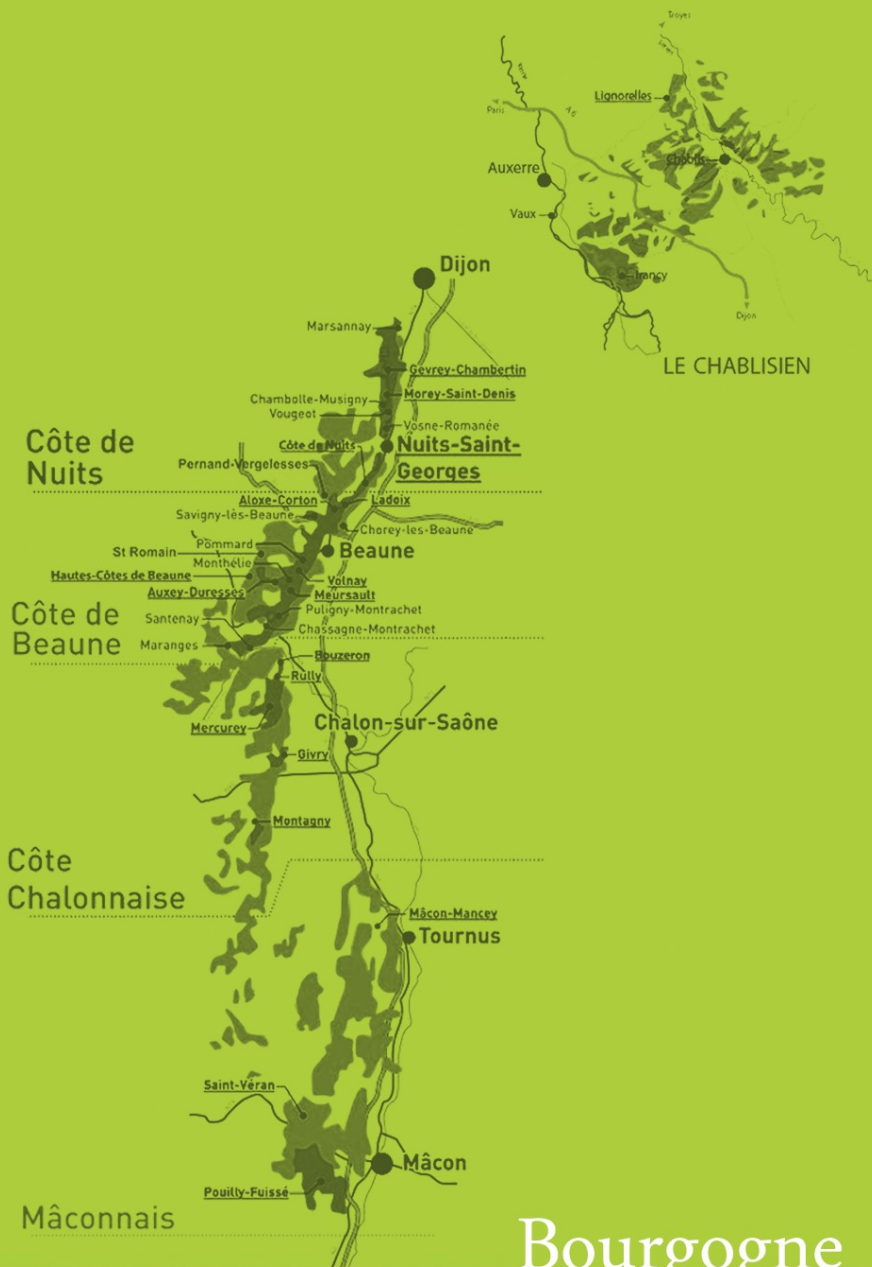 Troyes
Paris
A6
Lignorelles
Chablis
Auxerre
Vaux
Irancy
Dijon
LE CHABLISIEN
Dijon
Marsannay
Gevrey-Chambertin
Morey-Saint-Denis
Chambolle-Musigny
Vougeot
Vosne-Romanée
Côte de
Nuits
Côte de Nuits
Nuits-Saint-
Georges
Pernand-Vergelesses
Aloxe-Corton
Ladoix
Savigny-lès-Beaune
Chorey-les-Beaune
Pommard
Beaune
St Romain
Monthélie
Hautes-Côtes de Beaune
Volnay
Auxey-Duresses
Meursault
Côte de
Beaune
Puligny-Montrachet
Santenay
Chassagne-Montrachet
Maranges
Bouzeron
Rully
Mercurey
Chalon-sur-Saône
Givry
Montagny
Côte
Chalonnaise
Mâcon-Mancey
Tournus
Saint-Véran
Mâcon
Pouilly-Fuissé
Mâconnais
Bourgogne